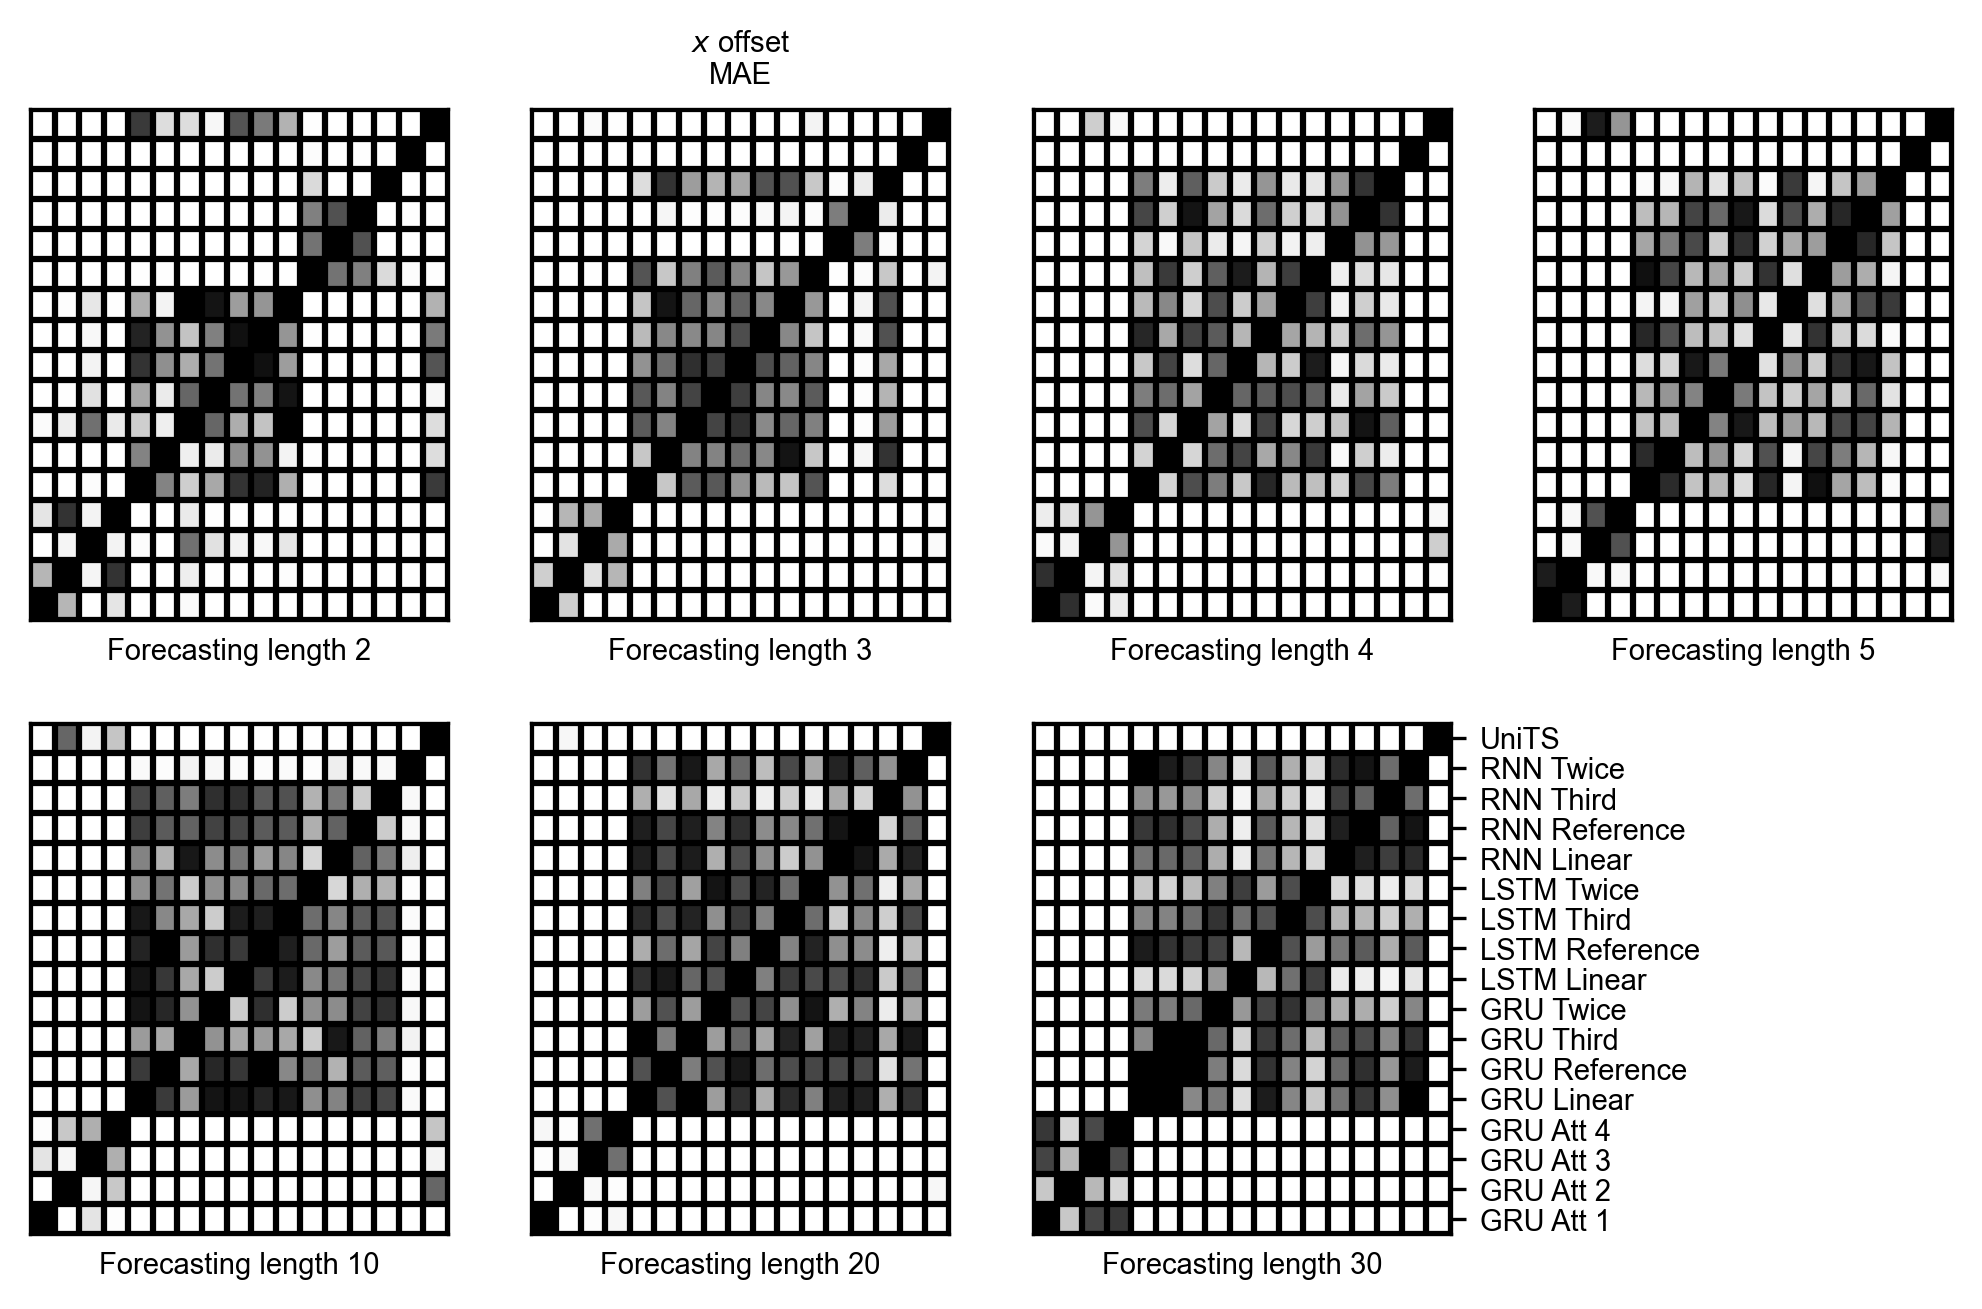 x offset
MAE
Forecasting length 2
Forecasting length 3
Forecasting length 4
Forecasting length 5
UniTS
RNN Twice
RNN Third
RNN Reference
RNN Linear
LSTM Twice
LSTM Third
LSTM Reference
LSTM Linear
GRU Twice
GRU Third
GRU Reference
GRU Linear
GRU Att 4
GRU Att 3
GRU Att 2
GRU Att 1
Forecasting length 10
Forecasting length 20
Forecasting length 30